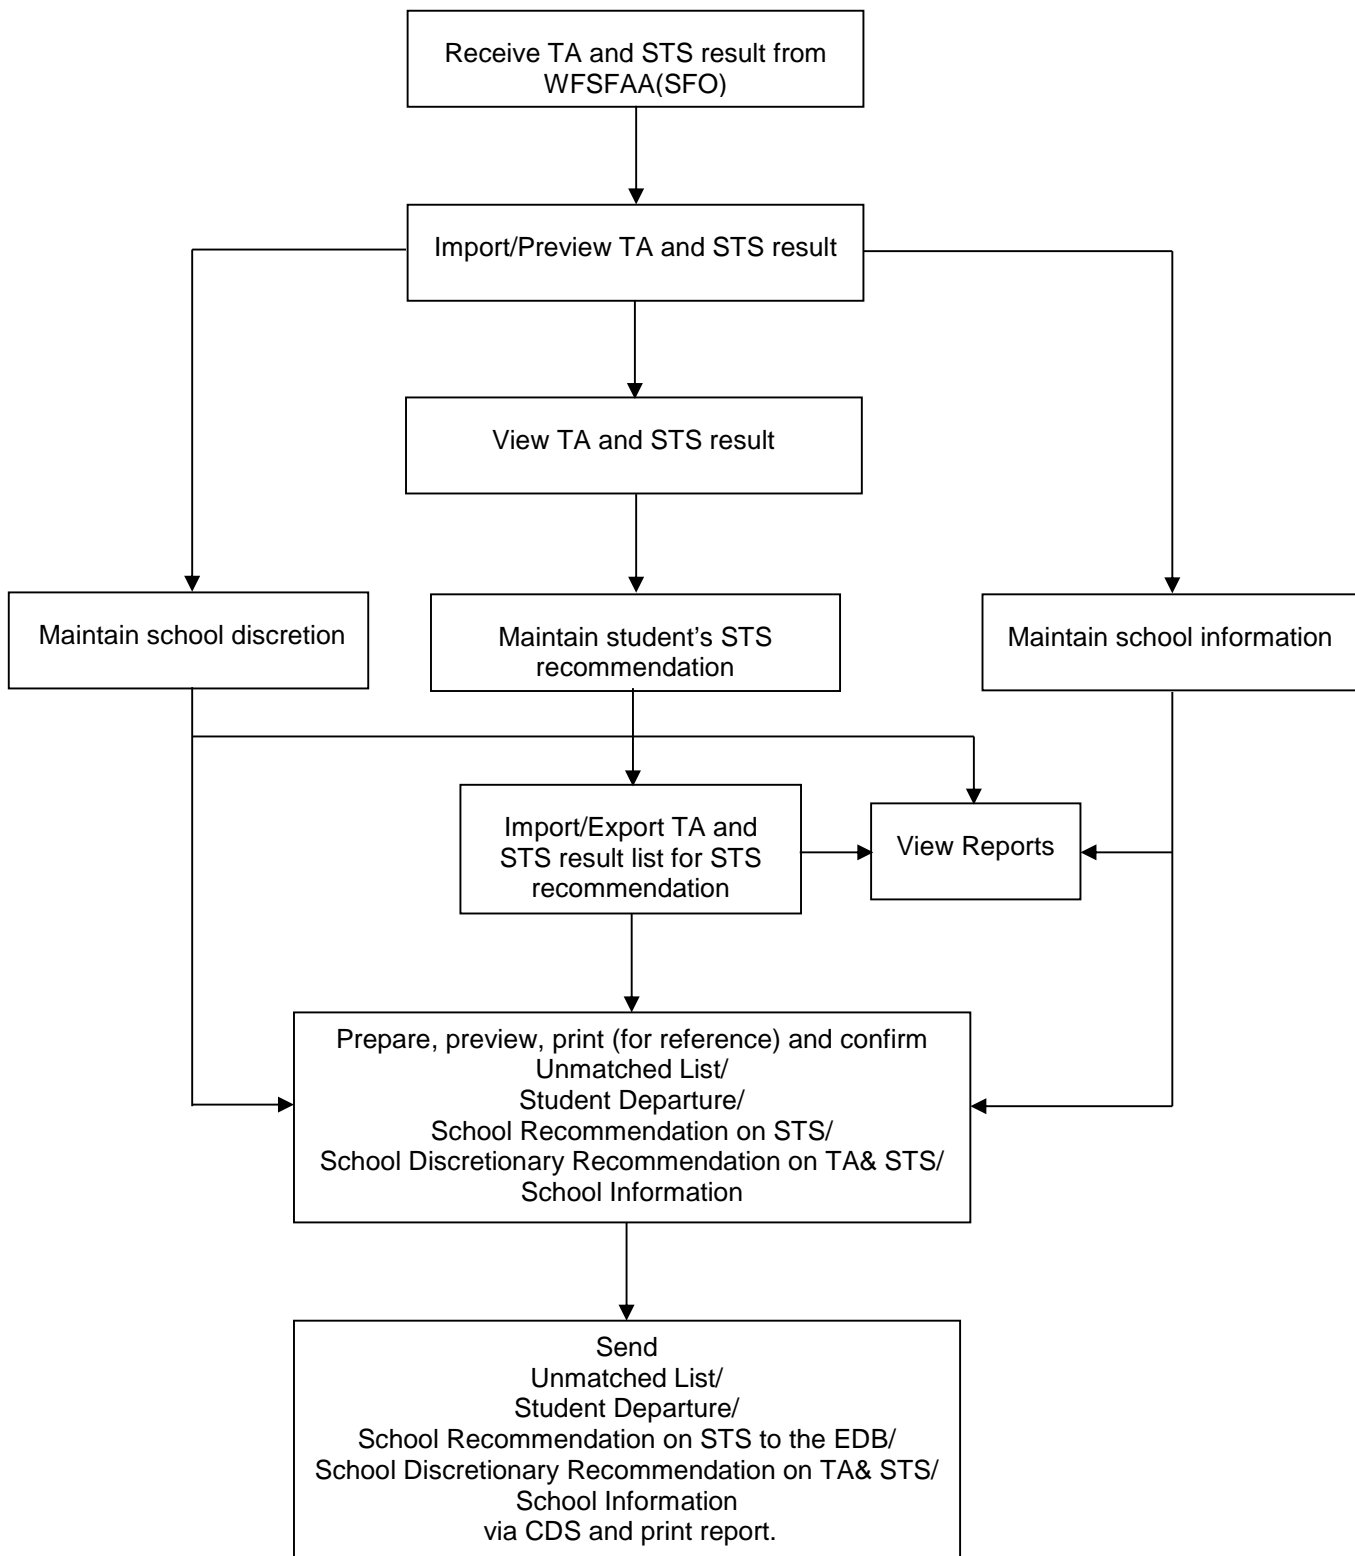 Receive TA and STS result from
WFSFAA(SFO)
Import/Preview TA and STS result
View TA and STS result
Maintain school discretion
Maintain student’s STS
recommendation
Maintain school information
Import/Export TA and
STS result list for STS
recommendation
View Reports
Prepare, preview, print (for reference) and confirm
Unmatched List/
Student Departure/
School Recommendation on STS/
School Discretionary Recommendation on TA& STS/
School Information
Send
Unmatched List/
Student Departure/
School Recommendation on STS to the EDB/
School Discretionary Recommendation on TA& STS/
School Information
via CDS and print report.